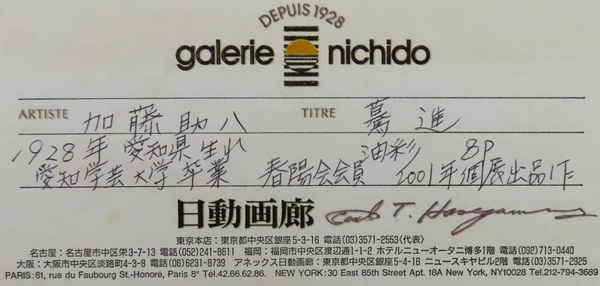 DEPUIS 1928
galerie nichido
ARTISTE 加藤助八 TITRE 驀進
1928年 愛知県生れ 油彩 8P
愛知学芸大学卒業 春陽会会員 2001年個展出品作
日動画廊
東京本店：東京都中央区銀座5-3-16 電話(03)3571-2553〈代表〉
名古屋：名古屋市中区栄3-7-13 電話(052)241-8611 福岡：福岡市中央区渡辺通1-1-2 ホテルニューオータニ博多1階 電話(092)713-0440
大阪：大阪市中央区淡路町4-3-8 電話(06)6231-9739 アネックス日動画廊：東京都中央区銀座5-3-16 ニュースキヤビル2階 電話(03)3571-2925
PARIS:61, rue du Faubourg St.-Honoré, Paris 8ᵉ Tél.42.66.62.86. NEW YORK:30 East 85th Street Apt. 18A New York, NY10028 Tel.212-794-3689